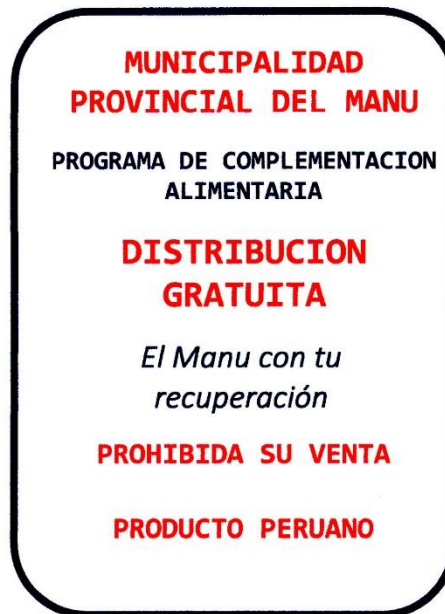 MUNICIPALIDAD
PROVINCIAL DEL MANU
PROGRAMA DE COMPLEMENTACION
ALIMENTARIA
DISTRIBUCION
GRATUITA
El Manu con tu
recuperación
PROHIBIDA SU VENTA
PRODUCTO PERUANO